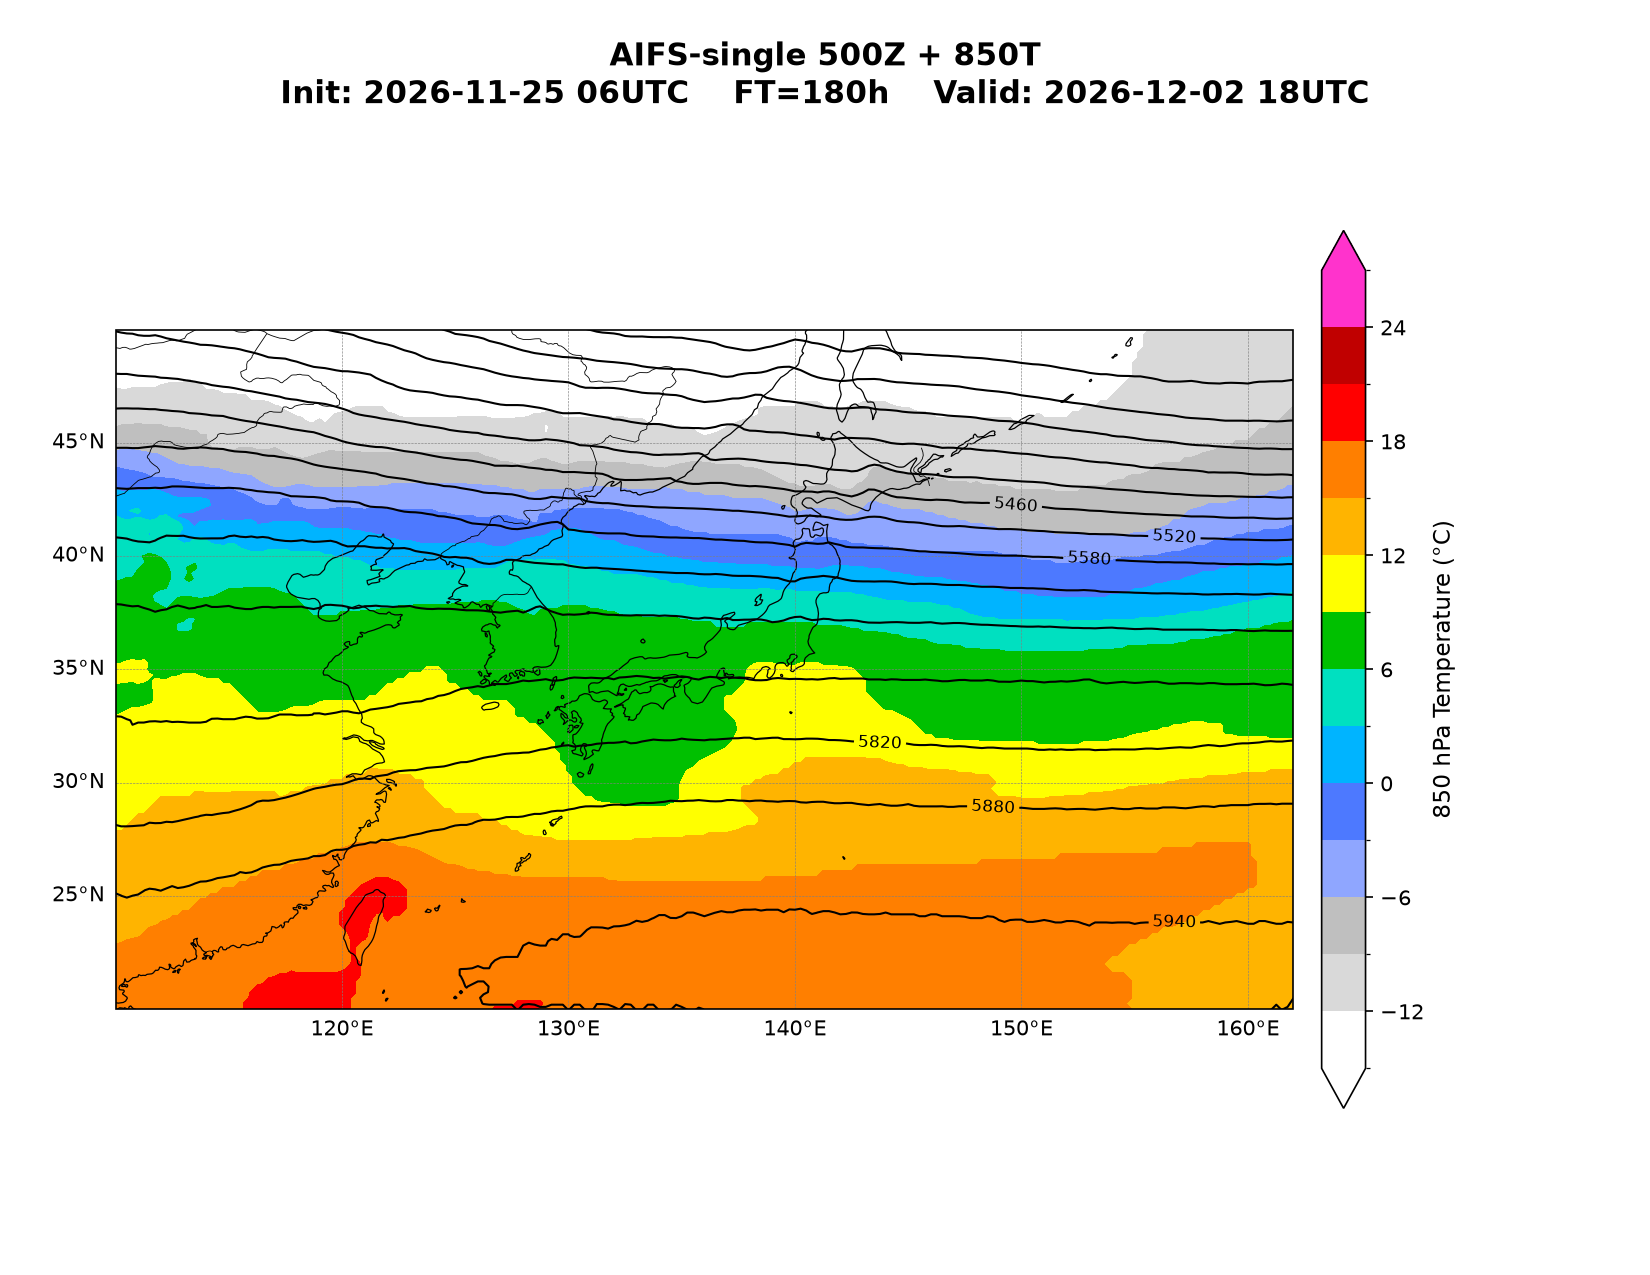 AIFS-single 500Z + 850T
Init: 2026-11-25 06UTC    FT=180h    Valid: 2026-12-02 18UTC
24
18
12
6
0
−6
−12
850 hPa Temperature (°C)
45°N
40°N
35°N
30°N
25°N
5460
5520
5580
5820
5880
5940
120°E
130°E
140°E
150°E
160°E